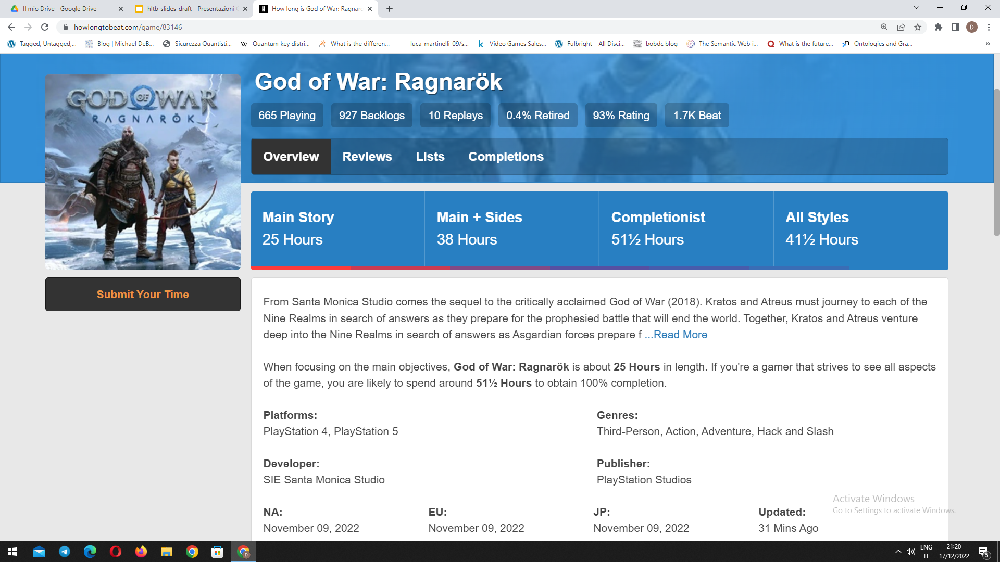 Il mio Drive - Google Drive
hltb-slides-draft - Presentazioni G
How long is God of War: Ragnarö
howlongtobeat.com/game/83146
D
Tagged, Untagged,...
Blog | Michael DeB...
Sicurezza Quantisti...
Quantum key distri...
What is the differen...
luca-martinelli-09/s...
Video Games Sales...
Fulbright – All Disci...
bobdc blog
The Semantic Web i...
What is the future...
Ontologies and Gra...
GOD OF WAR
RAGNARÖK
God of War: Ragnarök
665 Playing
927 Backlogs
10 Replays
0.4% Retired
93% Rating
1.7K Beat
Overview
Reviews
Lists
Completions
Main Story
25 Hours
Main + Sides
38 Hours
Completionist
51½ Hours
All Styles
41½ Hours
Submit Your Time
From Santa Monica Studio comes the sequel to the critically acclaimed God of War (2018). Kratos and Atreus must journey to each of the
Nine Realms in search of answers as they prepare for the prophesied battle that will end the world. Together, Kratos and Atreus venture
deep into the Nine Realms in search of answers as Asgardian forces prepare f ...Read More
When focusing on the main objectives, God of War: Ragnarök is about 25 Hours in length. If you're a gamer that strives to see all aspects
of the game, you are likely to spend around 51½ Hours to obtain 100% completion.
Platforms:
PlayStation 4, PlayStation 5
Genres:
Third-Person, Action, Adventure, Hack and Slash
Developer:
SIE Santa Monica Studio
Publisher:
PlayStation Studios
NA:
November 09, 2022
EU:
November 09, 2022
JP:
November 09, 2022
Updated:
31 Mins Ago
Activate Windows
Go to Settings to activate Windows.
ENG
IT
21:20
17/12/2022
5